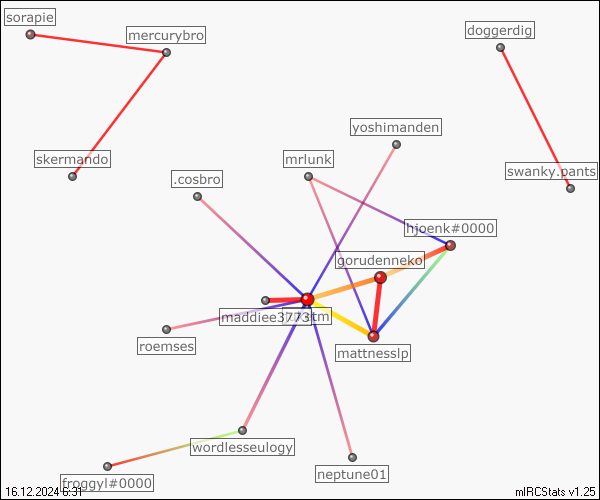 sorapie
mercurybro
doggerdig
yoshimanden
skermando
mrlunk
.cosbro
swanky.pants
hjoenk#0000
gorudenneko
maddiee3773
roemses
mattnesslp
wordlesseulogy
froggyl#0000
neptune01
16.12.2024 6:31
mIRCStats v1.25